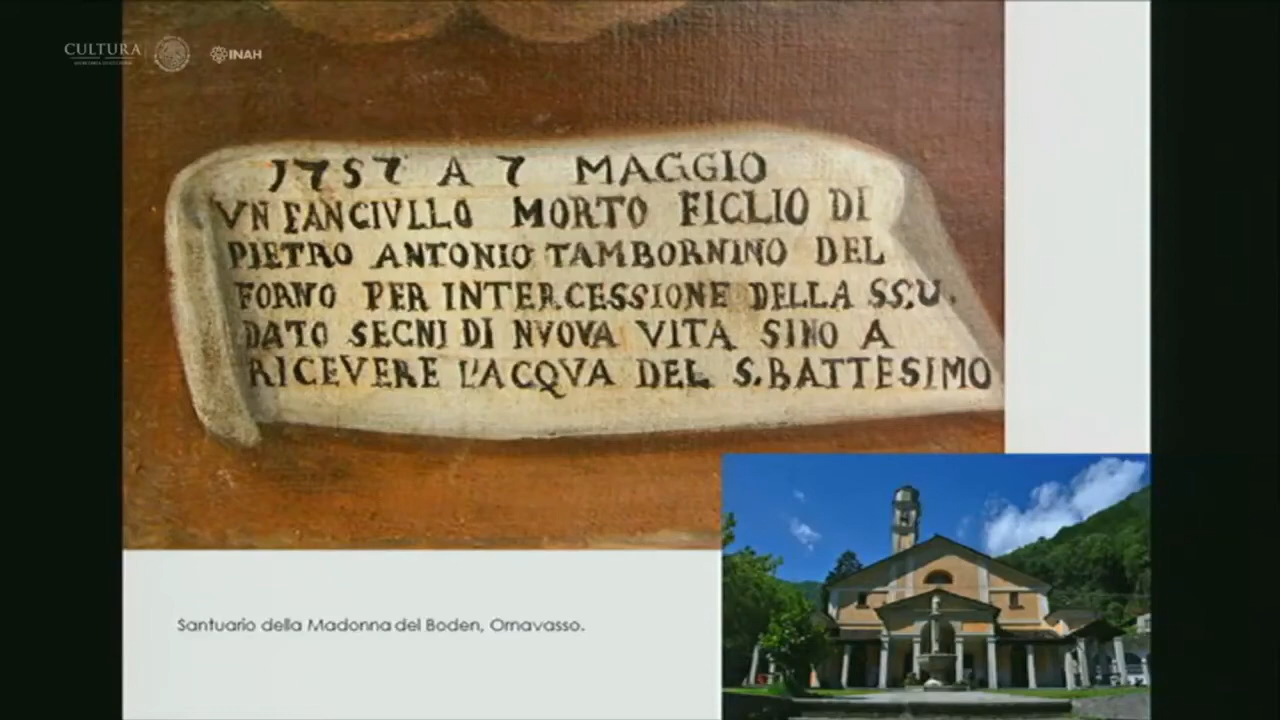 CULTURA
INAH
1757 A 7 MAGGIO
VN FANCIVLLO MORTO FIGLIO DI
PIETRO ANTONIO TAMBORNINO DEL
FORNO PER INTERCESSIONE DELLA SS.V.
DATO SEGNI DI NVOVA VITA SINO A
RICEVERE L'ACQVA DEL S.BATTESIMO
Santuario della Madonna del Boden, Ornavasso.